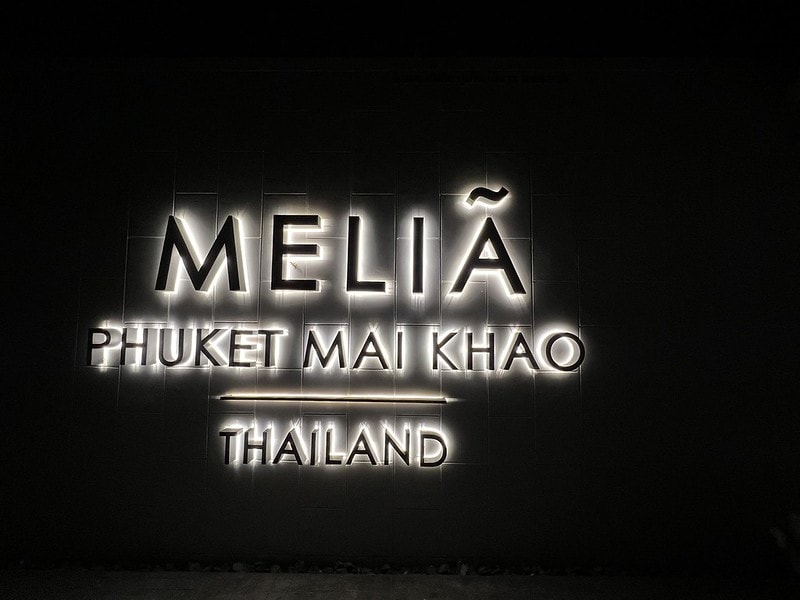 MELIÃ
PHUKET MAI KHAO
THAILAND